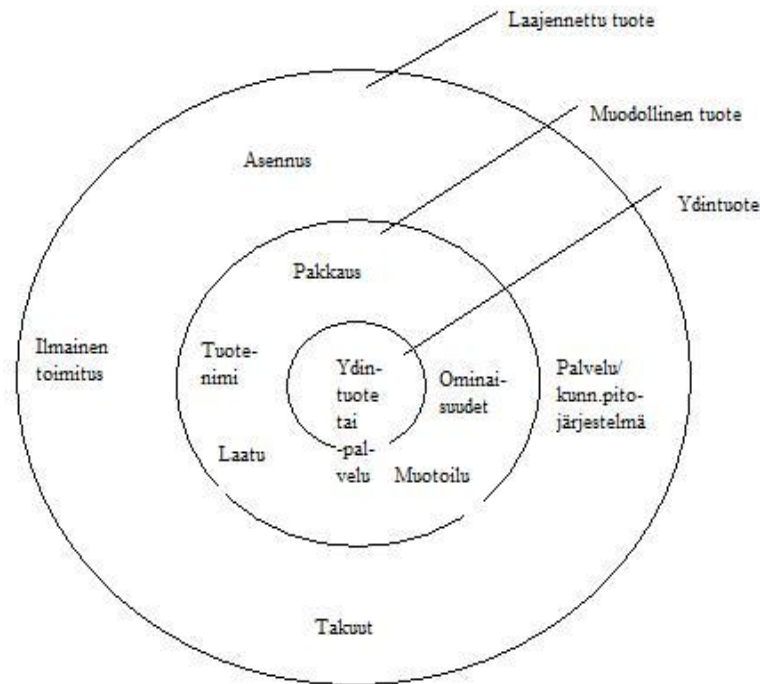 Laajennettu tuote
Muodollinen tuote
Ydintuote
Asennus
Pakkaus
Ilmainen
toimitus
Tuote-
nimi
Ydin-
tuote
tai
-pal-
velu
Ominai-
suudet
Palvelu/
kunn.pito-
järjestelmä
Laatu
Muotoilu
Takuut